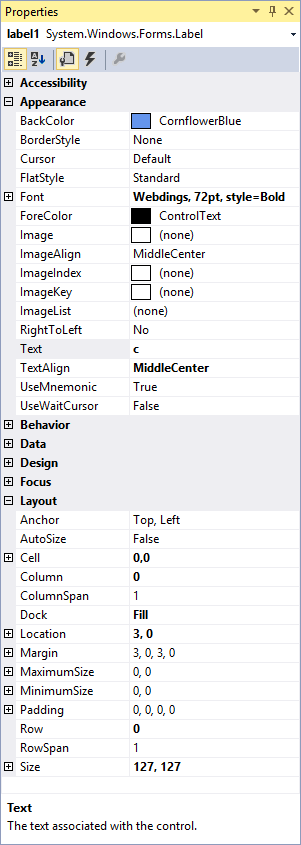 Properties
label1 System.Windows.Forms.Label
Accessibility
Appearance
BackColor CornflowerBlue
BorderStyle None
Cursor Default
FlatStyle Standard
Font Webdings, 72pt, style=Bold
ForeColor ControlText
Image (none)
ImageAlign MiddleCenter
ImageIndex (none)
ImageKey (none)
ImageList (none)
RightToLeft No
Text c
TextAlign MiddleCenter
UseMnemonic True
UseWaitCursor False
Behavior
Data
Design
Focus
Layout
Anchor Top, Left
AutoSize False
Cell 0,0
Column 0
ColumnSpan 1
Dock Fill
Location 3, 0
Margin 3, 0, 3, 0
MaximumSize 0, 0
MinimumSize 0, 0
Padding 0, 0, 0, 0
Row 0
RowSpan 1
Size 127, 127
Text
The text associated with the control.